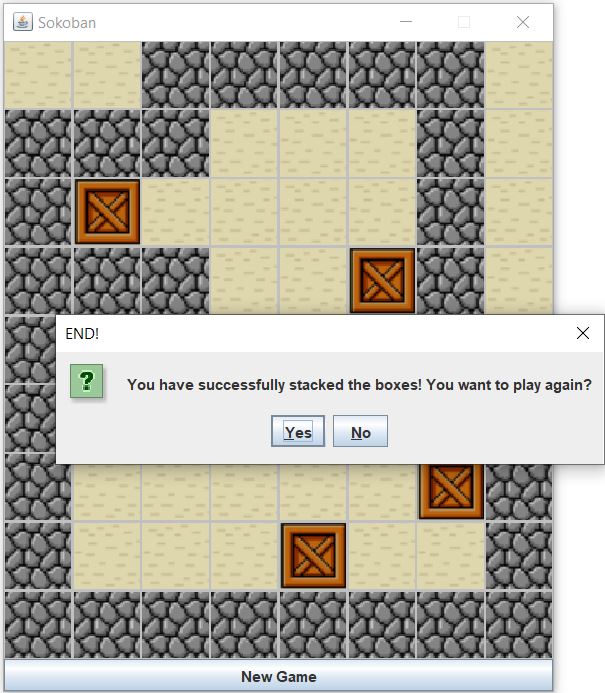 Sokoban
END!
?
You have successfully stacked the boxes! You want to play again?
Yes
No
New Game